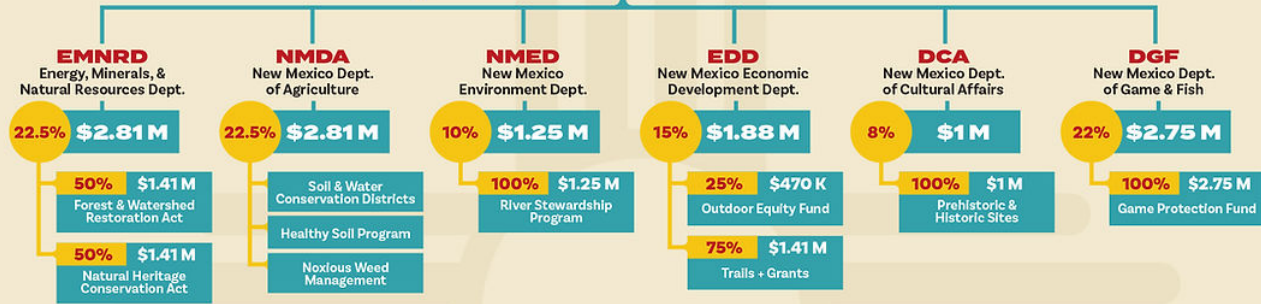 EMNRD
Energy, Minerals, &
Natural Resources Dept.
22.5% $2.81 M
50% $1.41 M
Forest & Watershed
Restoration Act
50% $1.41 M
Natural Heritage
Conservation Act
NMDA
New Mexico Dept.
of Agriculture
22.5% $2.81 M
Soil & Water
Conservation Districts
Healthy Soil Program
Noxious Weed
Management
NMED
New Mexico
Environment Dept.
10% $1.25 M
100% $1.25 M
River Stewardship
Program
EDD
New Mexico Economic
Development Dept.
15% $1.88 M
25% $470 K
Outdoor Equity Fund
75% $1.41 M
Trails + Grants
DCA
New Mexico Dept.
of Cultural Affairs
8% $1 M
100% $1 M
Prehistoric &
Historic Sites
DGF
New Mexico Dept.
of Game & Fish
22% $2.75 M
100% $2.75 M
Game Protection Fund